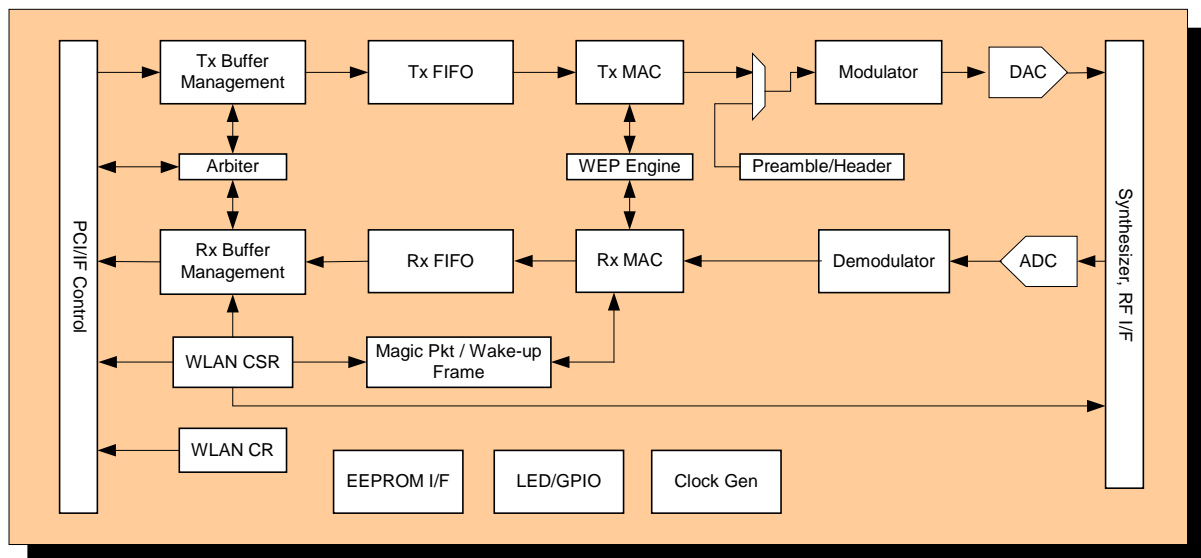 Tx Buffer
Management
Tx FIFO
Tx MAC
Modulator
DAC
Arbiter
WEP Engine
Preamble/Header
PCI/IF Control
Synthesizer, RF I/F
Rx Buffer
Management
Rx FIFO
Rx MAC
Demodulator
ADC
WLAN CSR
Magic Pkt / Wake-up
Frame
WLAN CR
EEPROM I/F
LED/GPIO
Clock Gen